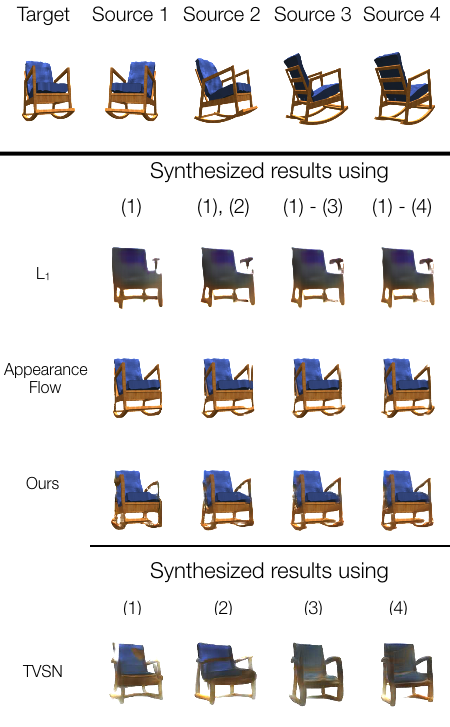 Target Source 1 Source 2 Source 3 Source 4
Synthesized results using
(1) (1), (2) (1) - (3) (1) - (4)
L₁
Appearance
Flow
Ours
Synthesized results using
(1) (2) (3) (4)
TVSN